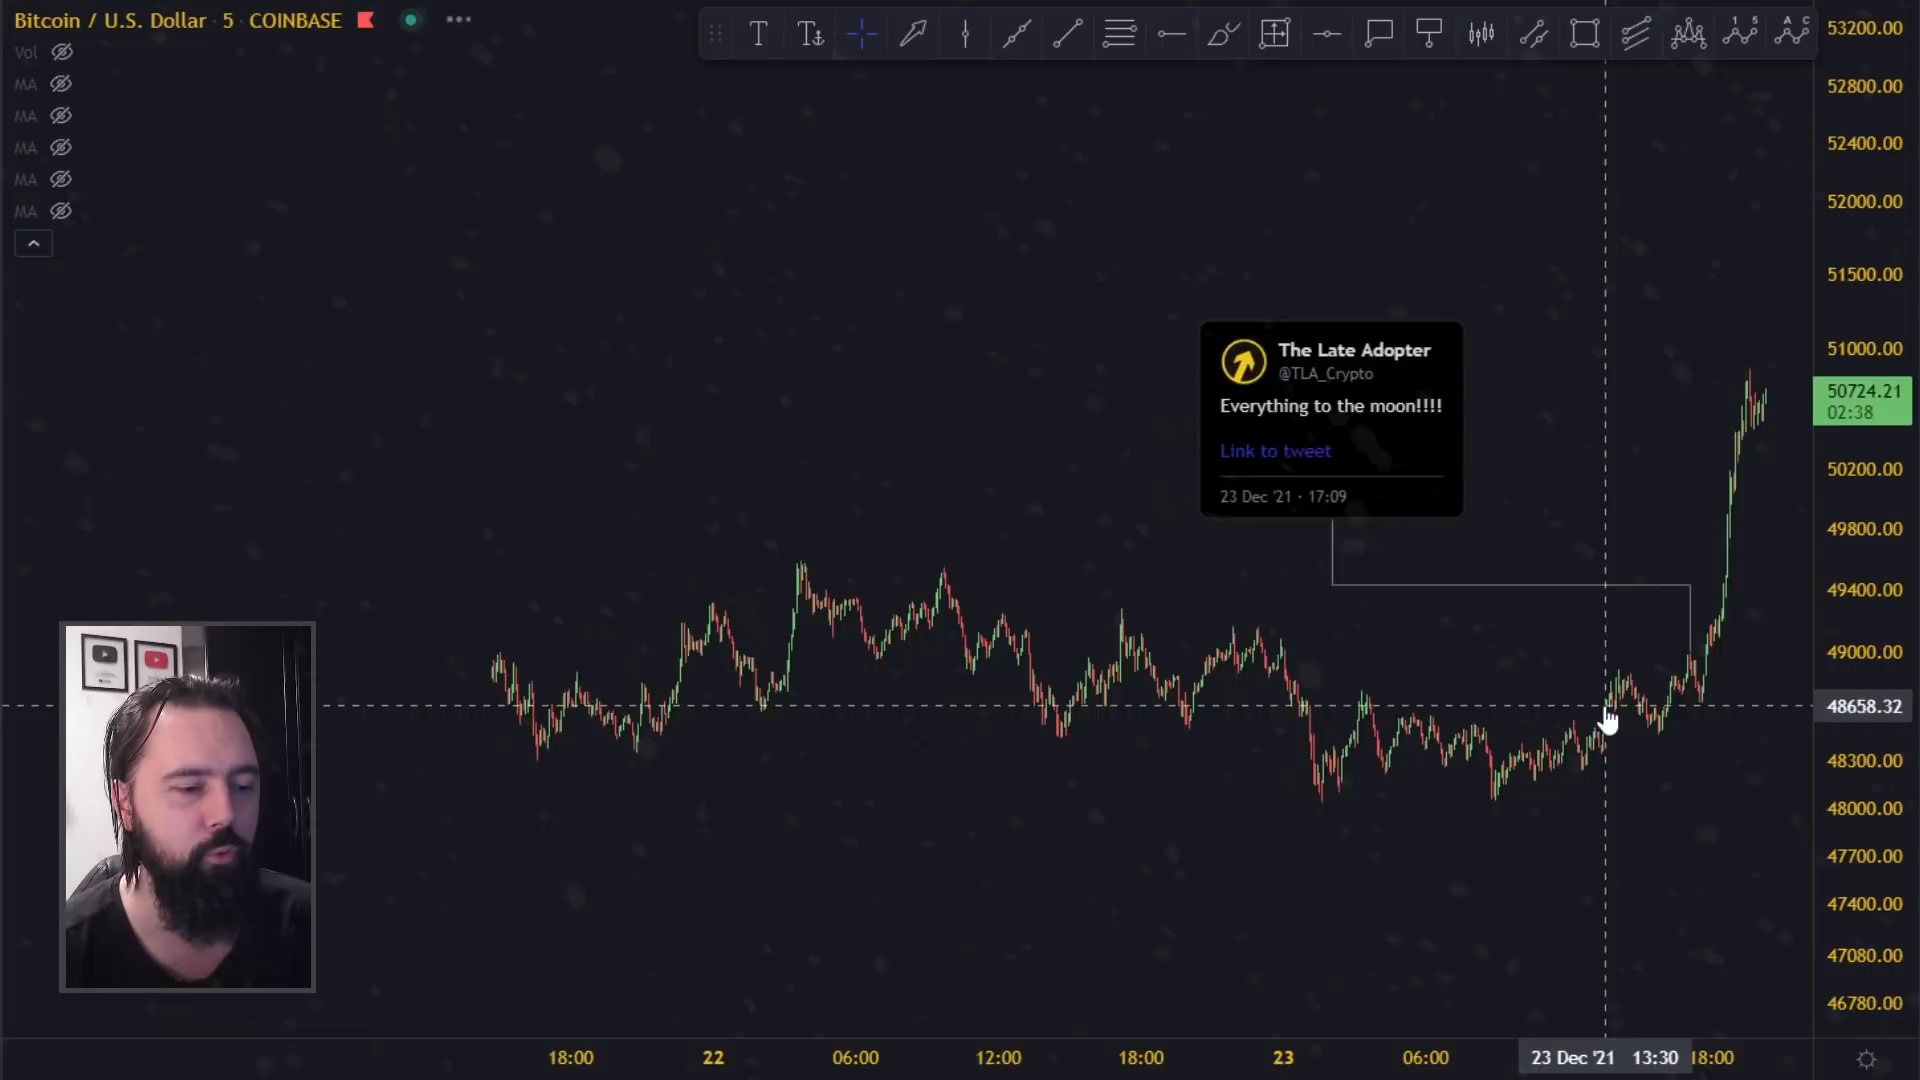 Bitcoin / U.S. Dollar · 5 · COINBASE
Vol
MA
MA
MA
MA
MA
T
T
1 5
A C
53200.00
52800.00
52400.00
52000.00
51500.00
51000.00
50724.21
02:38
50200.00
49800.00
49400.00
49000.00
48658.32
48300.00
48000.00
47700.00
47400.00
47080.00
46780.00
The Late Adopter
@TLA_Crypto
Everything to the moon!!!!
Link to tweet
23 Dec '21 · 17:09
18:00
22
06:00
12:00
18:00
23
06:00
23 Dec '21 13:30
18:00